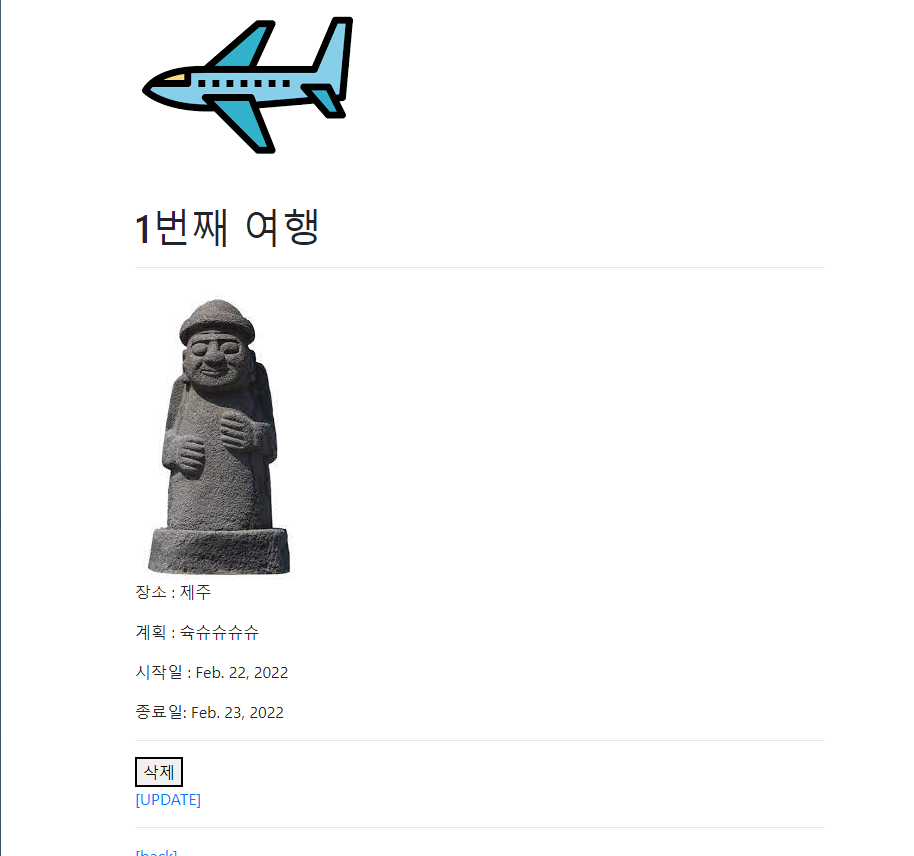 1번째 여행
장소 : 제주
계획 : 슉슈슈슈슈
시작일 : Feb. 22, 2022
종료일: Feb. 23, 2022
삭제
[UPDATE]
[back]